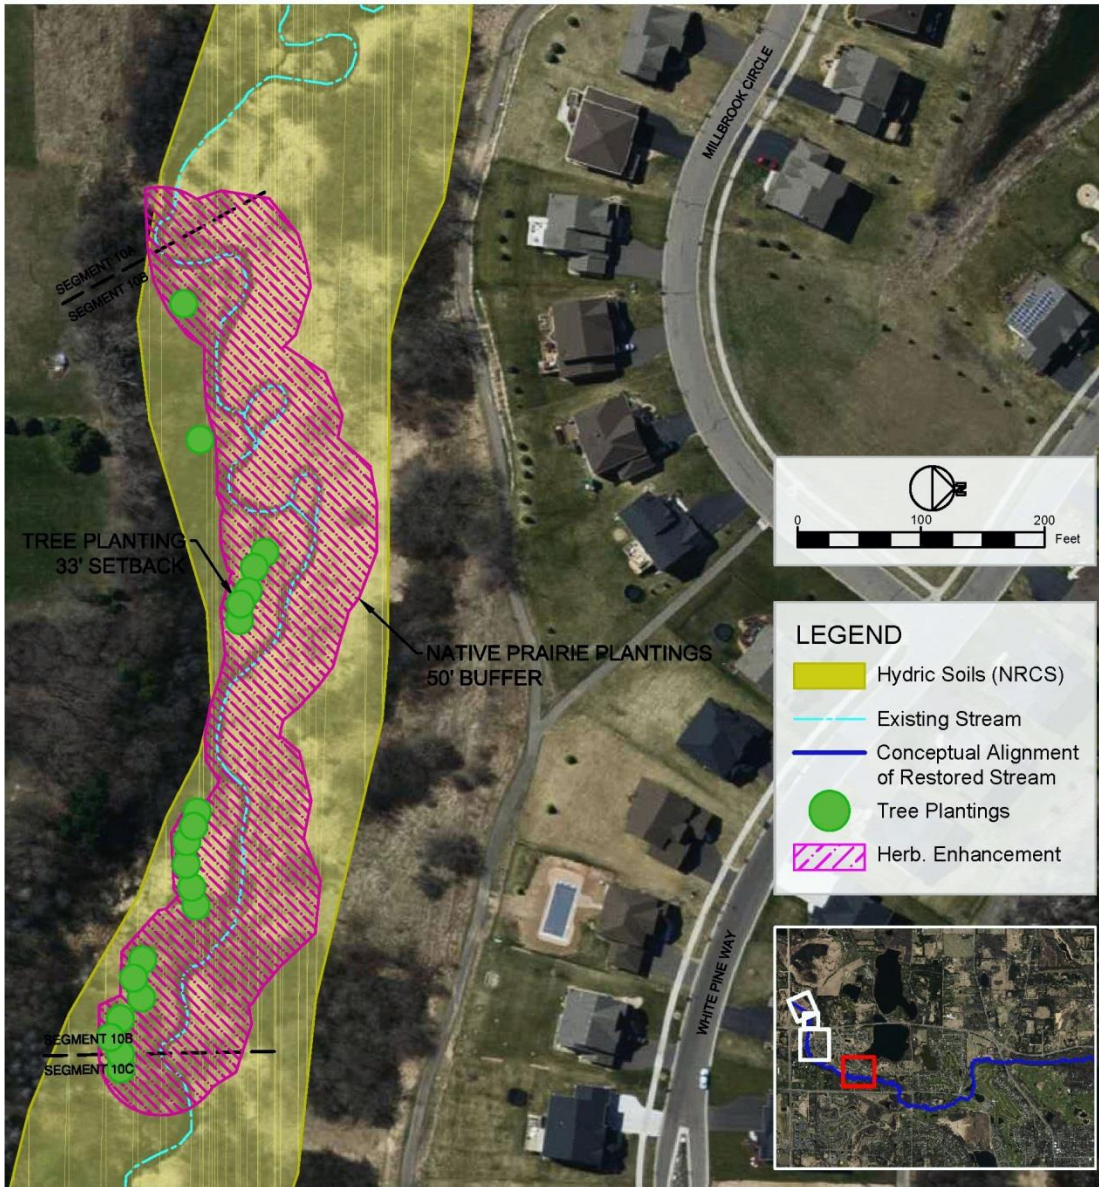 MILLBROOK CIRCLE
SEGMENT 10A
SEGMENT 10B
TREE PLANTING
33' SETBACK
NATIVE PRAIRIE PLANTINGS
50' BUFFER
N
0 100 200
Feet
LEGEND
Hydric Soils (NRCS)
Existing Stream
Conceptual Alignment
of Restored Stream
Tree Plantings
Herb. Enhancement
WHITE PINE WAY
SEGMENT 10B
SEGMENT 10C